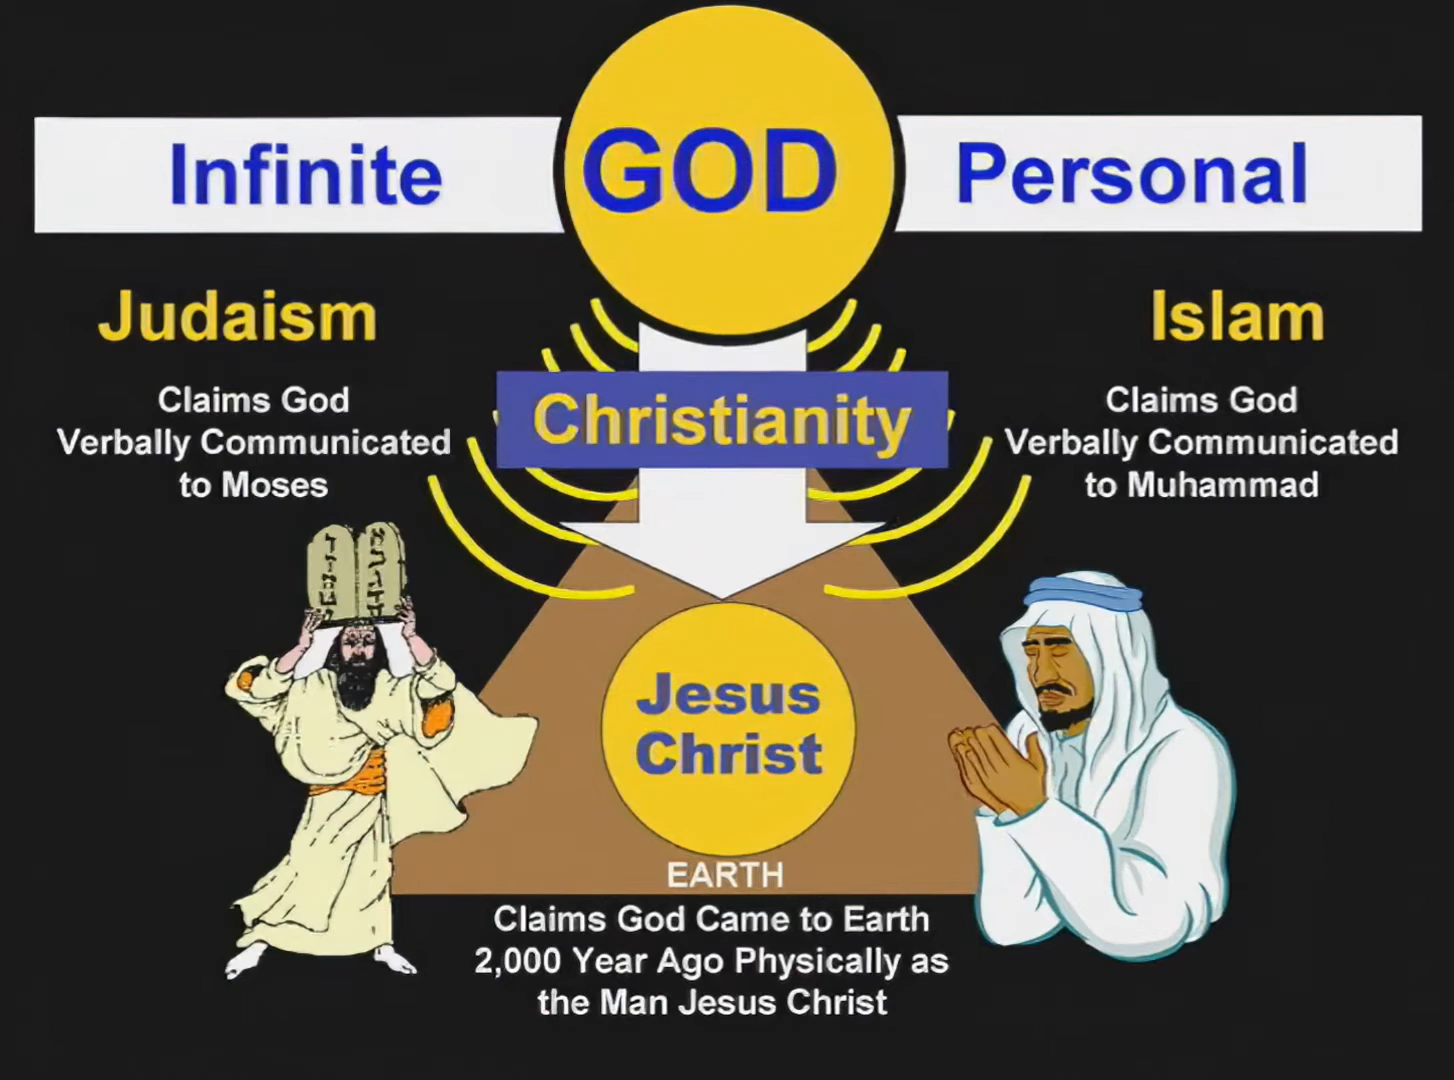 Infinite GOD Personal
Judaism
Claims God
Verbally Communicated
to Moses
Christianity
Islam
Claims God
Verbally Communicated
to Muhammad
Jesus
Christ
EARTH
Claims God Came to Earth
2,000 Year Ago Physically as
the Man Jesus Christ